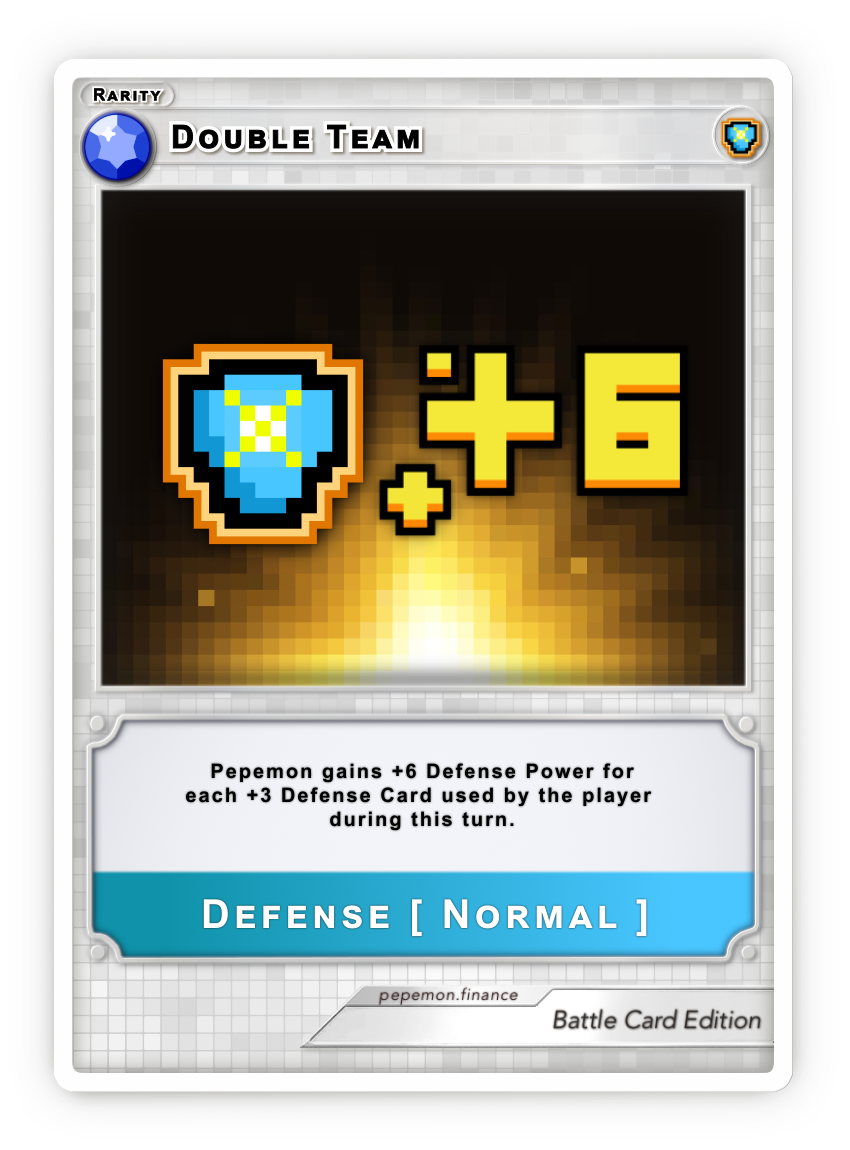 Rarity
Double Team
+6
Pepemon gains +6 Defense Power for
each +3 Defense Card used by the player
during this turn.
Defense [ Normal ]
pepemon.finance
Battle Card Edition